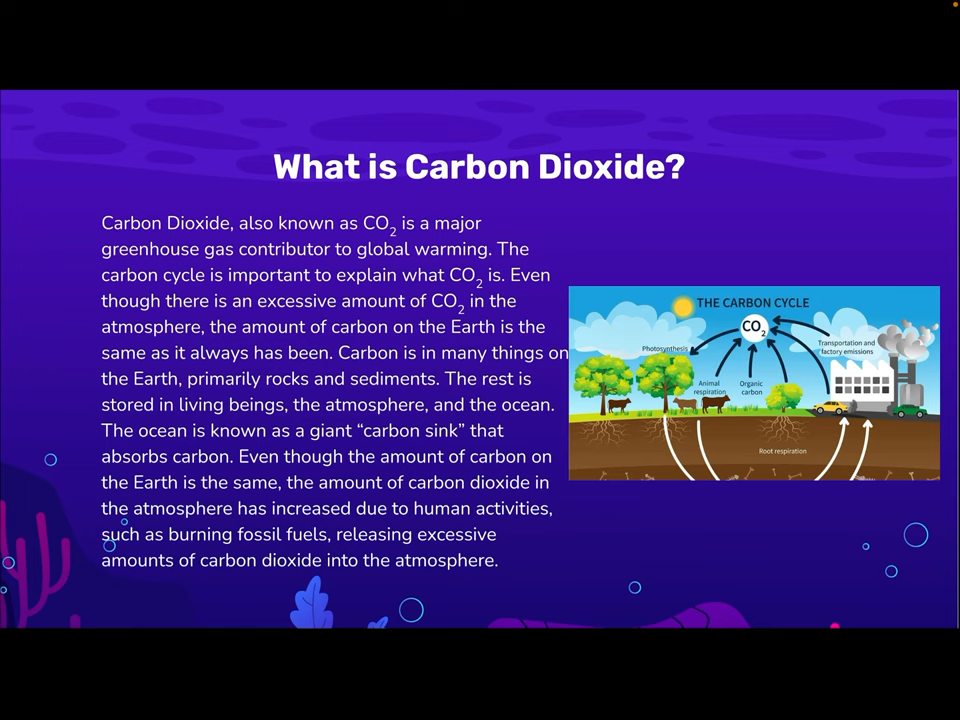 What is Carbon Dioxide?
Carbon Dioxide, also known as CO₂ is a major
greenhouse gas contributor to global warming. The
carbon cycle is important to explain what CO₂ is. Even
though there is an excessive amount of CO₂ in the
atmosphere, the amount of carbon on the Earth is the
same as it always has been. Carbon is in many things on
the Earth, primarily rocks and sediments. The rest is
stored in living beings, the atmosphere, and the ocean.
The ocean is known as a giant “carbon sink” that
absorbs carbon. Even though the amount of carbon on
the Earth is the same, the amount of carbon dioxide in
the atmosphere has increased due to human activities,
such as burning fossil fuels, releasing excessive
amounts of carbon dioxide into the atmosphere.
THE CARBON CYCLE
CO₂
Photosynthesis
Transportation and
factory emissions
Animal
respiration
Organic
carbon
Root respiration